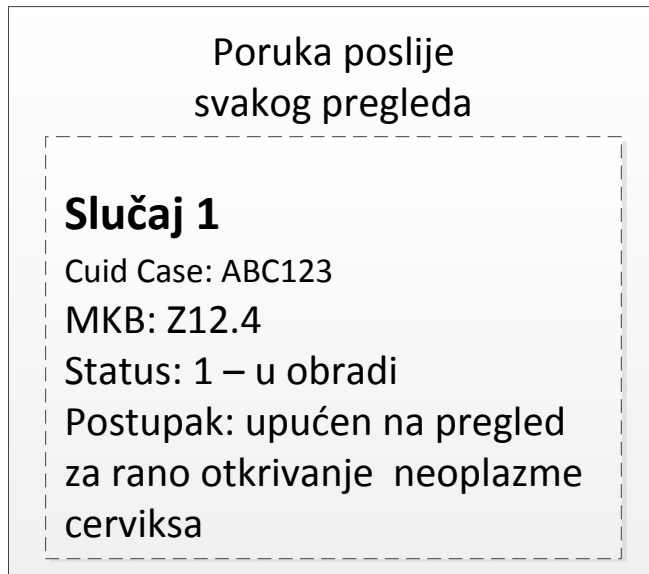 Poruka poslije
svakog pregleda
Slučaj 1
Cuid Case: ABC123
MKB: Z12.4
Status: 1 – u obradi
Postupak: upućen na pregled
za rano otkrivanje  neoplazme
cerviksa